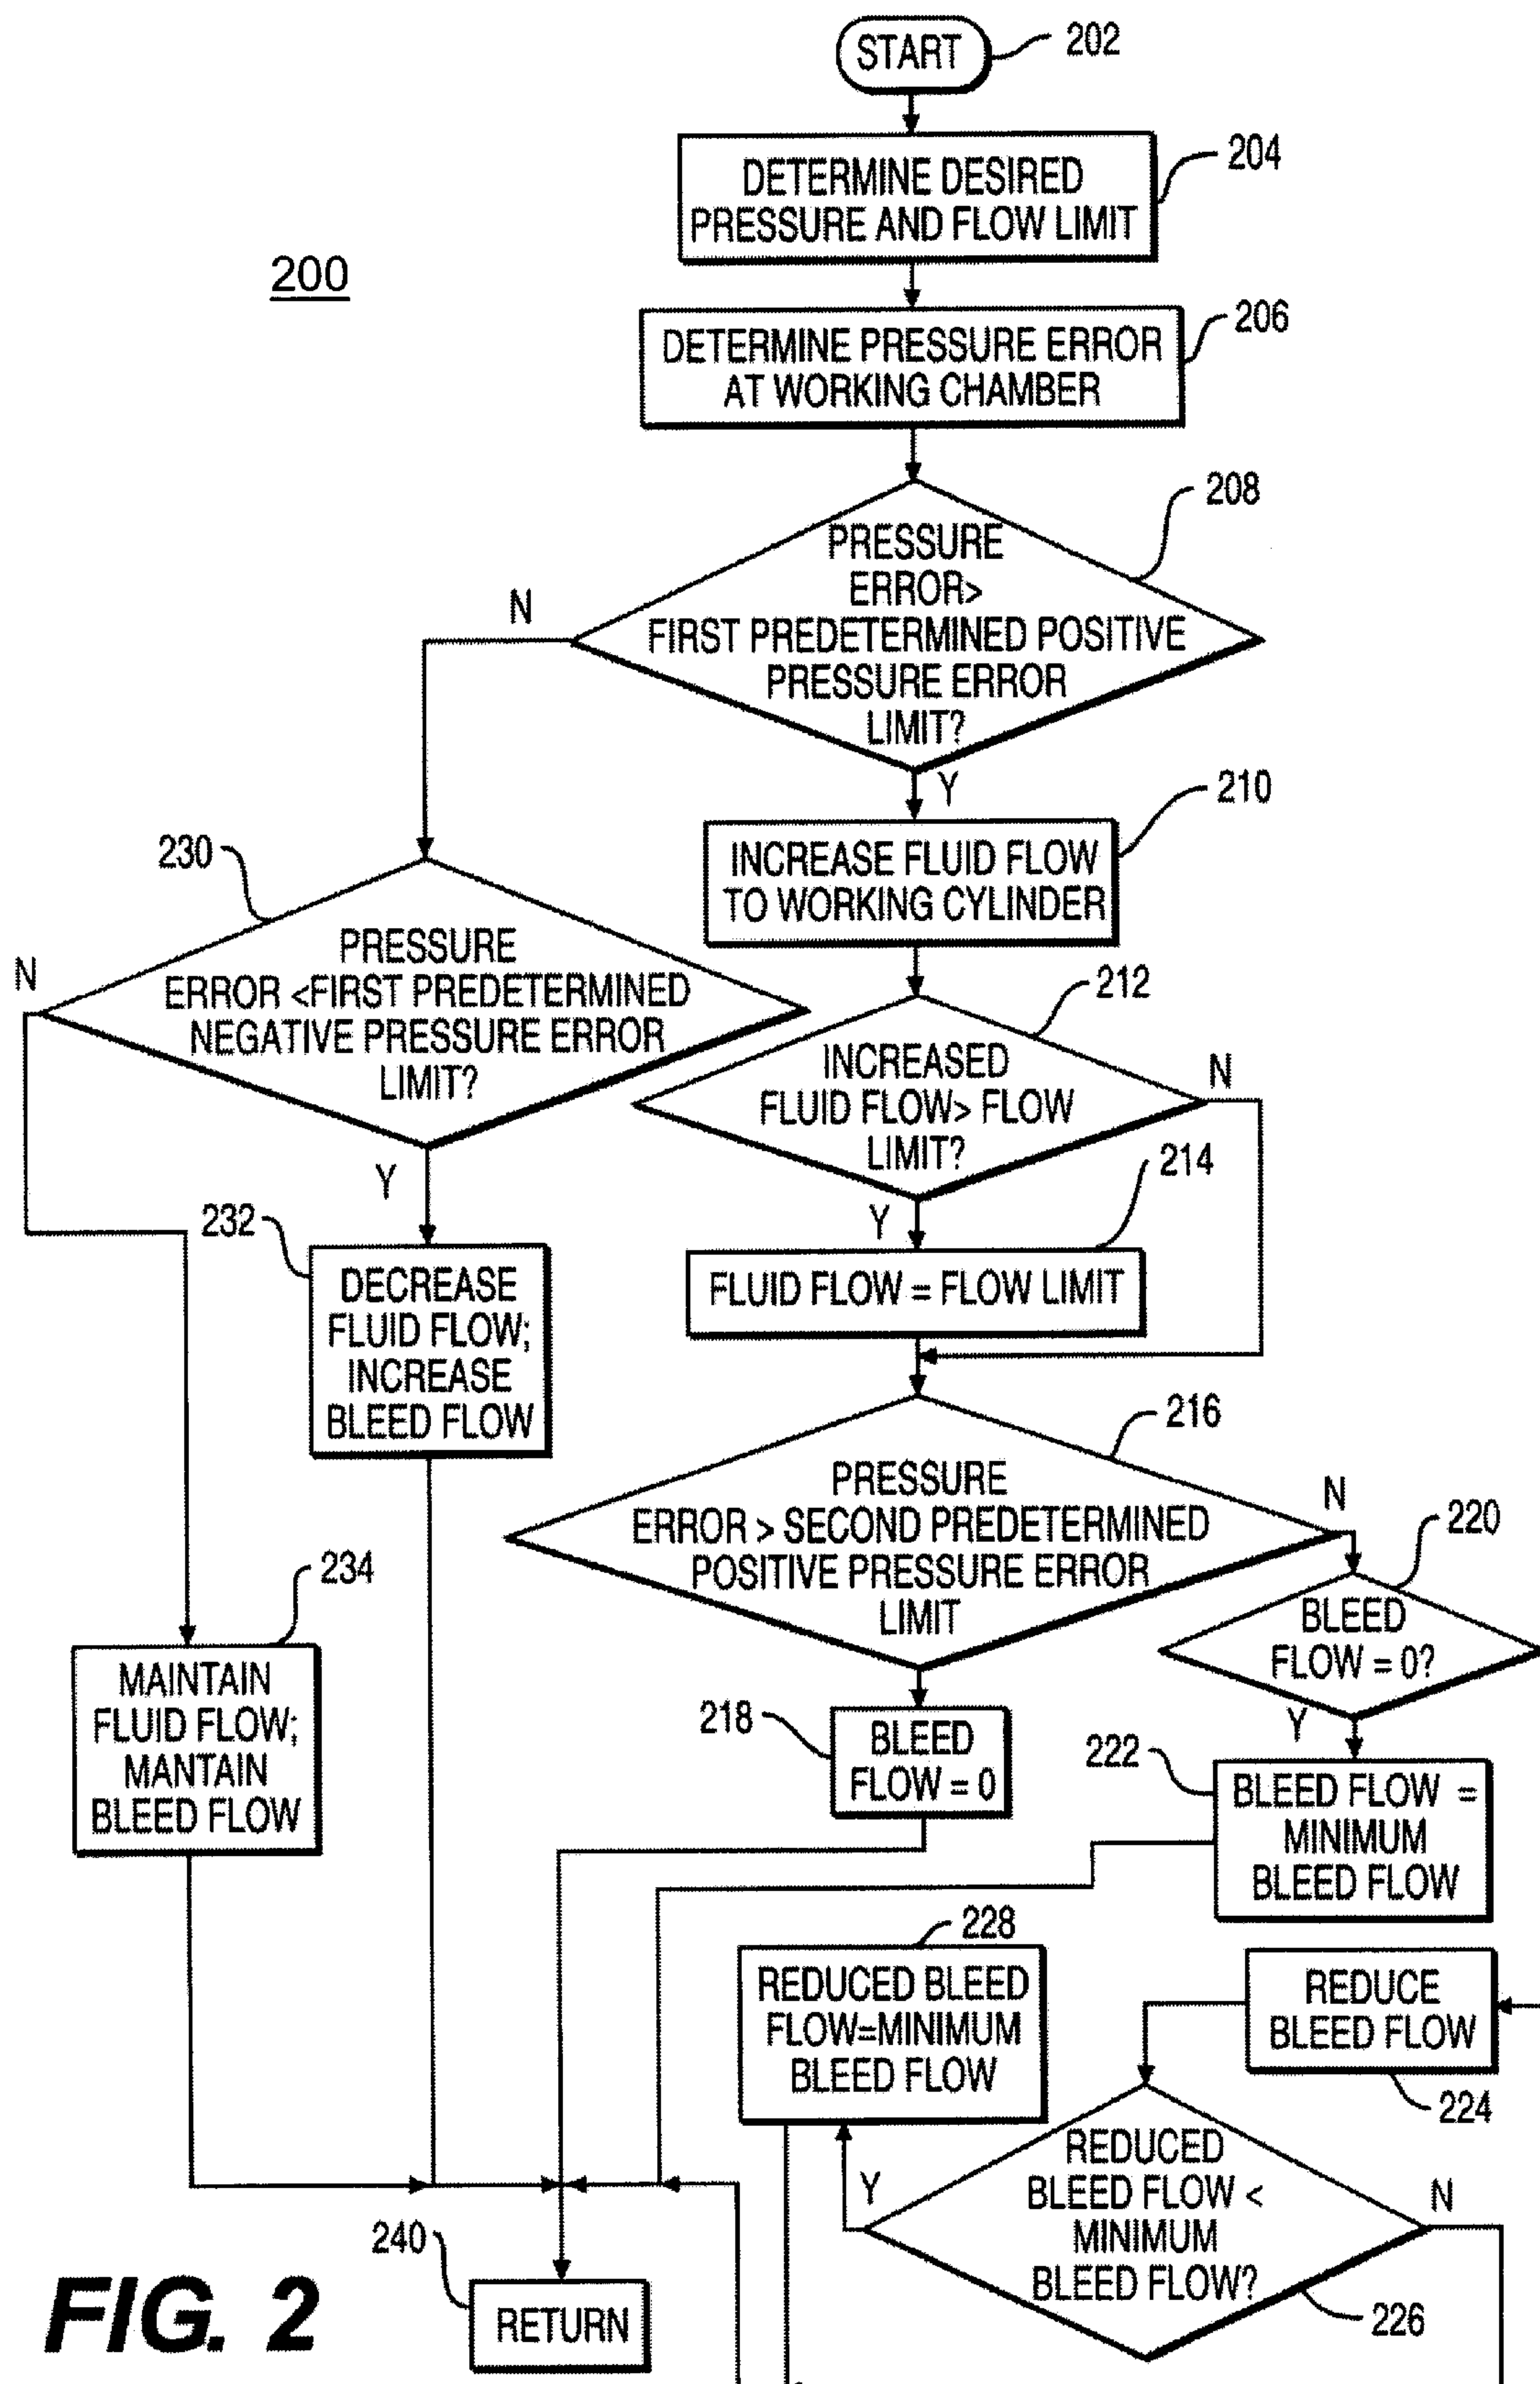 START
202
DETERMINE DESIRED
PRESSURE AND FLOW LIMIT
204
200
DETERMINE PRESSURE ERROR
AT WORKING CHAMBER
206
PRESSURE
ERROR>
FIRST PREDETERMINED POSITIVE
PRESSURE ERROR
LIMIT?
208
N
Y
INCREASE FLUID FLOW
TO WORKING CYLINDER
210
230
PRESSURE
ERROR <FIRST PREDETERMINED
NEGATIVE PRESSURE ERROR
LIMIT?
N
Y
INCREASED
FLUID FLOW> FLOW
LIMIT?
212
N
Y
214
FLUID FLOW = FLOW LIMIT
232
DECREASE
FLUID FLOW;
INCREASE
BLEED FLOW
216
PRESSURE
ERROR > SECOND PREDETERMINED
POSITIVE PRESSURE ERROR
LIMIT
N
220
BLEED
FLOW = 0?
Y
234
MAINTAIN
FLUID FLOW;
MANTAIN
BLEED FLOW
218
BLEED
FLOW = 0
222
BLEED FLOW =
MINIMUM
BLEED FLOW
228
REDUCED BLEED
FLOW=MINIMUM
BLEED FLOW
REDUCE
BLEED FLOW
224
REDUCED
BLEED FLOW <
MINIMUM
BLEED FLOW?
Y
N
226
240
RETURN
FIG. 2